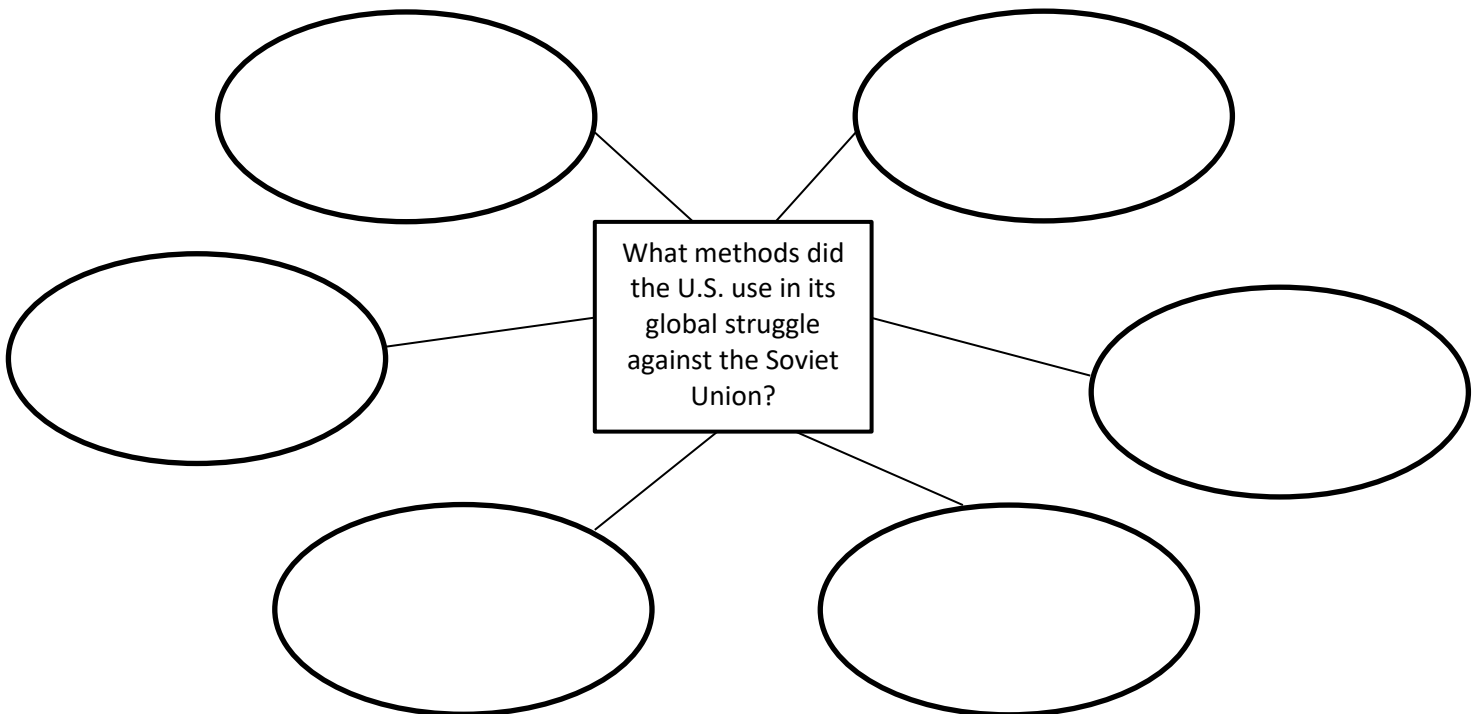 What methods did
the U.S. use in its
global struggle
against the Soviet
Union?